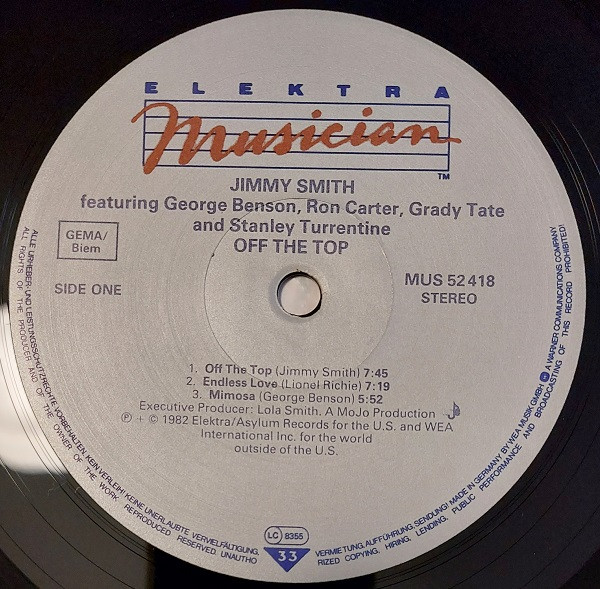 ELEKTRA
Musician
TM
JIMMY SMITH
featuring George Benson, Ron Carter, Grady Tate
and Stanley Turrentine
OFF THE TOP
GEMA/
Biem
SIDE ONE
MUS 52 418
STEREO
1. Off The Top (Jimmy Smith) 7:45
2. Endless Love (Lionel Richie) 7:19
3. Mimosa (George Benson) 5:52
Executive Producer: Lola Smith. A MoJo Production
℗ + © 1982 Elektra/Asylum Records for the U.S. and WEA
International Inc. for the world
outside of the U.S.
LC 8355
33
ALLE URHEBER- UND LEISTUNGSSCHUTZRECHTE VORBEHALTEN. KEIN VERLEIH! KEINE UNERLAUBTE VERVIELFÄLTIGUNG, VERMIETUNG, AUFFÜHRUNG, SENDUNG! MADE IN GERMANY BY WEA MUSIK GMBH A WARNER COMMUNICATIONS COMPANY
ALL RIGHTS OF THE PRODUCER AND OF THE OWNER OF THE WORK REPRODUCED RESERVED. UNAUTHORIZED COPYING, HIRING, LENDING, PUBLIC PERFORMANCE AND BROADCASTING OF THIS RECORD PROHIBITED!